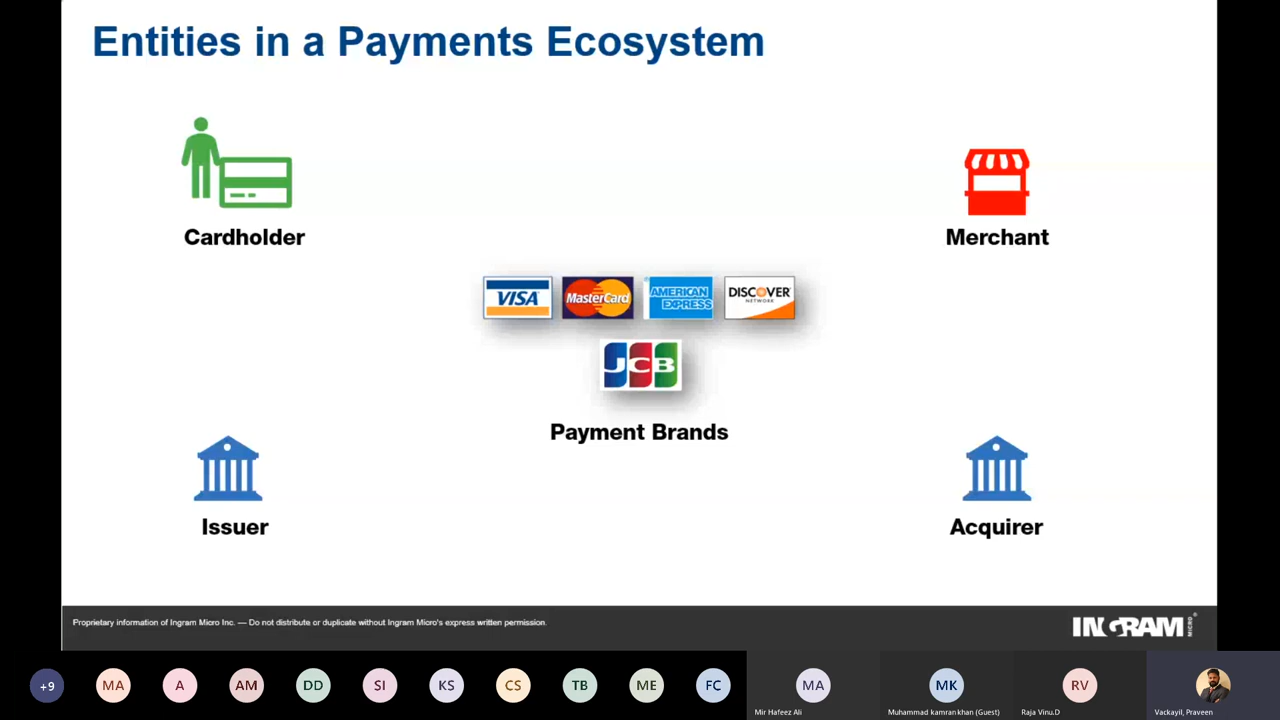 Entities in a Payments Ecosystem
Cardholder
Merchant
VISA
MasterCard
AMERICAN
EXPRESS
DISCOVER
NETWORK
JCB
Payment Brands
Issuer
Acquirer
Proprietary information of Ingram Micro Inc. — Do not distribute or duplicate without Ingram Micro's express written permission.
INGRAM MICRO ®
+9
MA
A
AM
DD
SI
KS
CS
TB
ME
FC
MA
MK
RV
Mir Hafeez Ali
Muhammad kamran khan (Guest)
Raja Vinu.D
Vackayil, Praveen